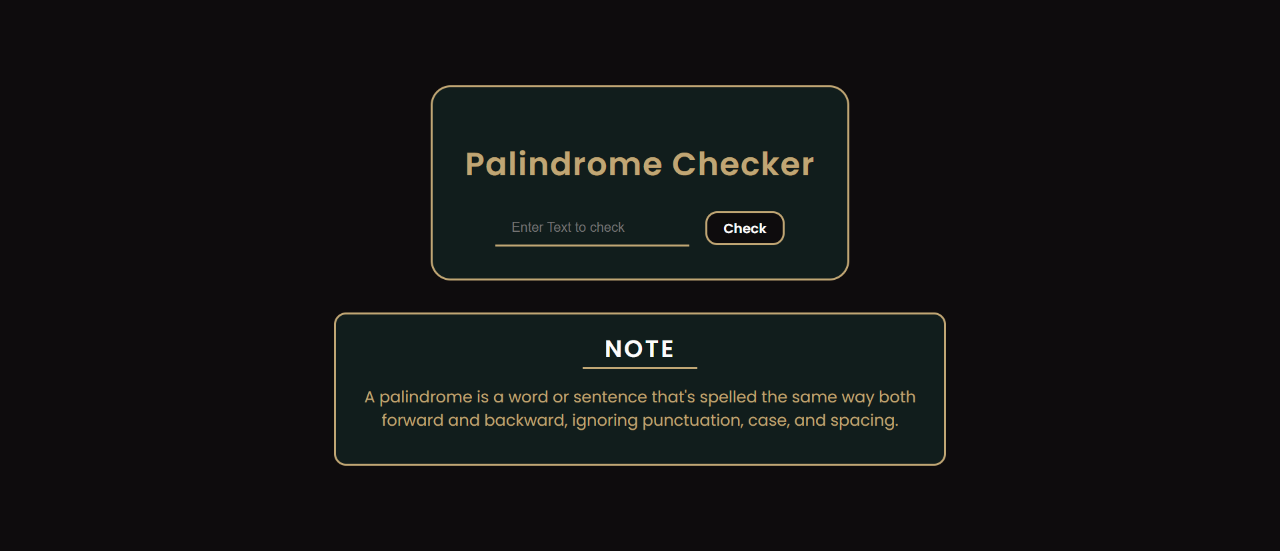 Palindrome Checker
Enter Text to check
Check
NOTE
A palindrome is a word or sentence that's spelled the same way both
forward and backward, ignoring punctuation, case, and spacing.